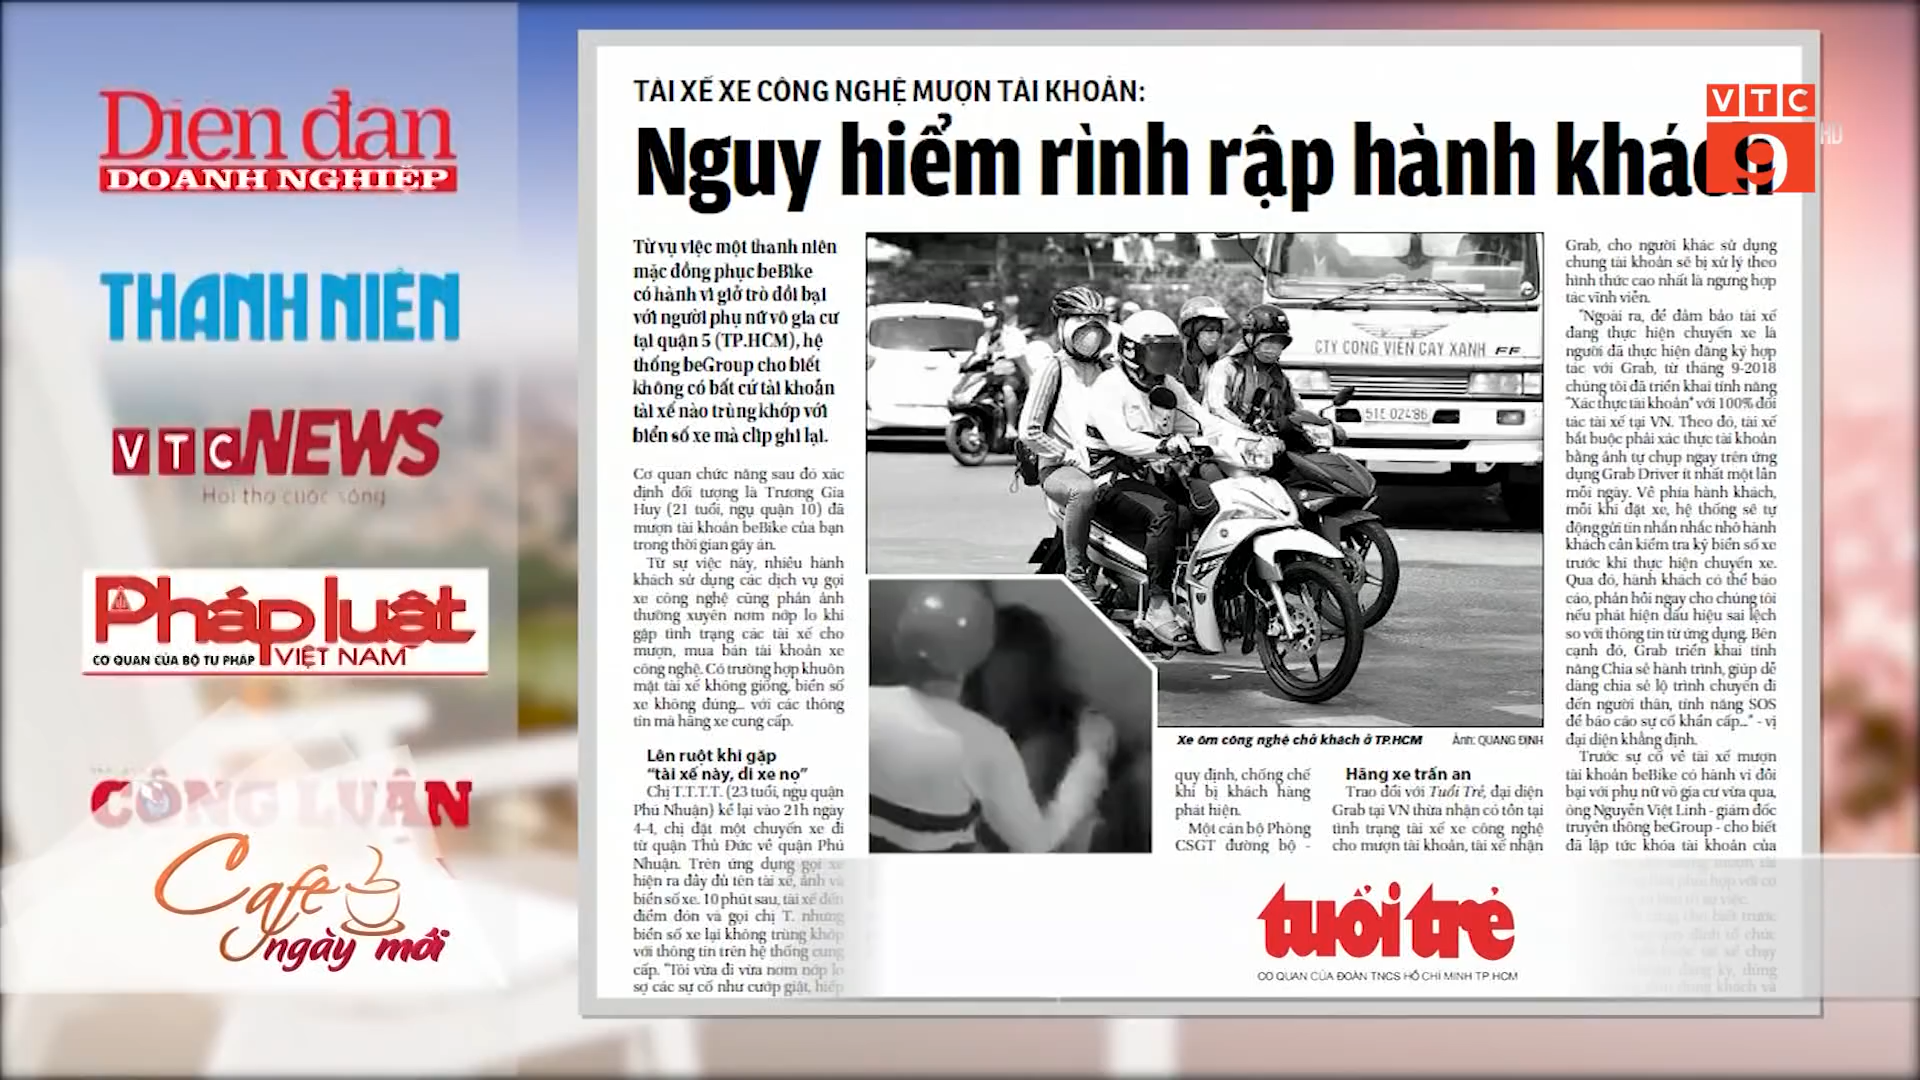 Diễn đàn
DOANH NGHIỆP
THANH NIÊN
VTC NEWS
Hơi thở cuộc sống
Pháp luật
CƠ QUAN CỦA BỘ TƯ PHÁP VIỆT NAM
CÔNG LUẬN
Cafe
ngày mới
VTC
9
HD
TÀI XẾ XE CÔNG NGHỆ MƯỢN TÀI KHOẢN:
Nguy hiểm rình rập hành khách
Từ vụ việc một thanh niên
mặc đồng phục beBike
có hành vi giở trò đồi bại
với người phụ nữ vô gia cư
tại quận 5 (TP.HCM), hệ
thống beGroup cho biết
không có bất cứ tài khoản
tài xế nào trùng khớp với
biển số xe mà clip ghi lại.
Cơ quan chức năng sau đó xác
định đối tượng là Trương Gia
Huy (21 tuổi, ngụ quận 10) đã
mượn tài khoản beBike của bạn
trong thời gian gây án.
Từ sự việc này, nhiều hành
khách sử dụng các dịch vụ gọi
xe công nghệ cũng phản ánh
thường xuyên nơm nớp lo khi
gặp tình trạng các tài xế cho
mượn, mua bán tài khoản xe
công nghệ. Có trường hợp khuôn
mặt tài xế không giống, biển số
xe không đúng... với các thông
tin mà hãng xe cung cấp.
Lên ruột khi gặp
“tài xế này, đi xe nọ”
Chị T.T.T.T. (23 tuổi, ngụ quận
Phú Nhuận) kể lại vào 21h ngày
4-4, chị đặt một chuyến xe đi
từ quận Thủ Đức về quận Phú
Nhuận. Trên ứng dụng gọi xe
hiện ra đầy đủ tên tài xế, ảnh và
biển số xe. 10 phút sau, tài xế đến
điểm đón và gọi chị T. nhưng
biển số xe lại không trùng khớp
với thông tin trên hệ thống cung
cấp. "Tôi vừa đi vừa nơm nớp lo
sợ các sự cố như cướp giật, hiếp
CTY CÔNG VIÊN CÂY XANH FF
51E-02486
Xe ôm công nghệ chở khách ở TP.HCM Ảnh: QUANG ĐỊNH
quy định, chống chế
khi bị khách hàng
phát hiện.
Một cán bộ Phòng
CSGT đường bộ -
Hãng xe trấn an
Trao đổi với Tuổi Trẻ, đại diện
Grab tại VN thừa nhận có tồn tại
tình trạng tài xế xe công nghệ
cho mượn tài khoản, tài xế nhận
Grab, cho người khác sử dụng
chung tài khoản sẽ bị xử lý theo
hình thức cao nhất là ngưng hợp
tác vĩnh viễn.
"Ngoài ra, để đảm bảo tài xế
đang thực hiện chuyến xe là
người đã thực hiện đăng ký hợp
tác với Grab, từ tháng 9-2018
chúng tôi đã triển khai tính năng
"Xác thực tài khoản" với 100% đối
tác tài xế tại VN. Theo đó, tài xế
bắt buộc phải xác thực tài khoản
bằng ảnh tự chụp ngay trên ứng
dụng Grab Driver ít nhất một lần
mỗi ngày. Về phía hành khách,
mỗi khi đặt xe, hệ thống sẽ tự
động gửi tin nhắn nhắc nhở hành
khách cần kiểm tra kỹ biển số xe
trước khi thực hiện chuyến xe.
Qua đó, hành khách có thể báo
cáo, phản hồi ngay cho chúng tôi
nếu phát hiện dấu hiệu sai lệch
so với thông tin từ ứng dụng. Bên
cạnh đó, Grab triển khai tính
năng Chia sẻ hành trình, giúp dễ
dàng chia sẻ lộ trình chuyến đi
đến người thân, tính năng SOS
để báo cáo sự cố khẩn cấp..." - vị
đại diện khẳng định.
Trước sự cố về tài xế mượn
tài khoản beBike có hành vi đồi
bại với phụ nữ vô gia cư vừa qua,
ông Nguyễn Việt Linh - giám đốc
truyền thông beGroup - cho biết
đã lập tức khóa tài khoản của
tuổi trẻ
CƠ QUAN CỦA ĐOÀN TNCS HỒ CHÍ MINH TP HCM